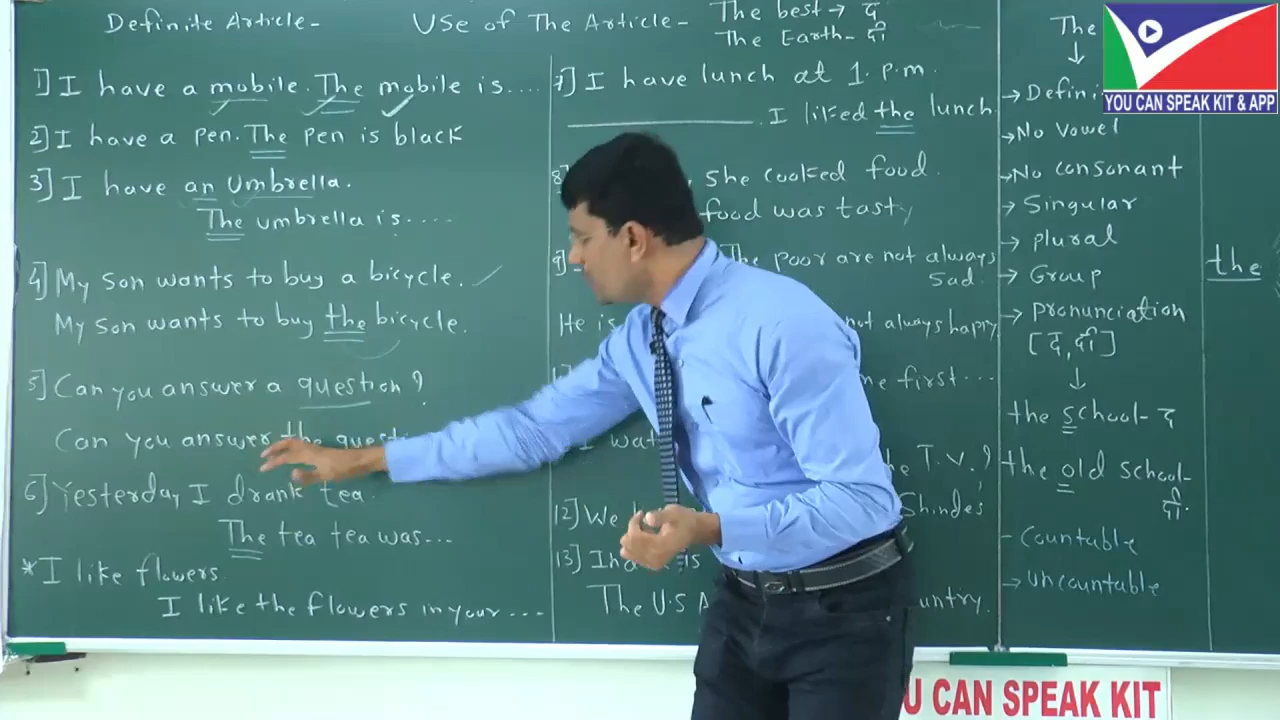 Definite Article -
Use of The Article -
The best → द
The Earth - दी
1] I have a mobile. The mobile is....
2] I have a pen. The pen is black
3] I have an umbrella.
The umbrella is.....
4] My son wants to buy a bicycle.
My son wants to buy the bicycle.
5] Can you answer a question?
Can you answer the
6] Yesterday I drank tea.
The tea tea was...
* I like flowers.
I like the flowers in your ...
7] I have lunch at 1. p.m.
. I liked the lunch
8] she cooked food.
food was tasty
9] The poor are not always
sad.
He is not always happy
first...
I
the T.V.?
12] We Shindes
13] is
The U.S
The
↓
→
→ No vowel
→ No consonant
→ Singular
→ plural
→ Group
→ pronunciation
[द, दी]
↓
the school - द
the old school -
दी
- Countable
→ uncountable
the
YOU CAN SPEAK KIT & APP
U CAN SPEAK KIT